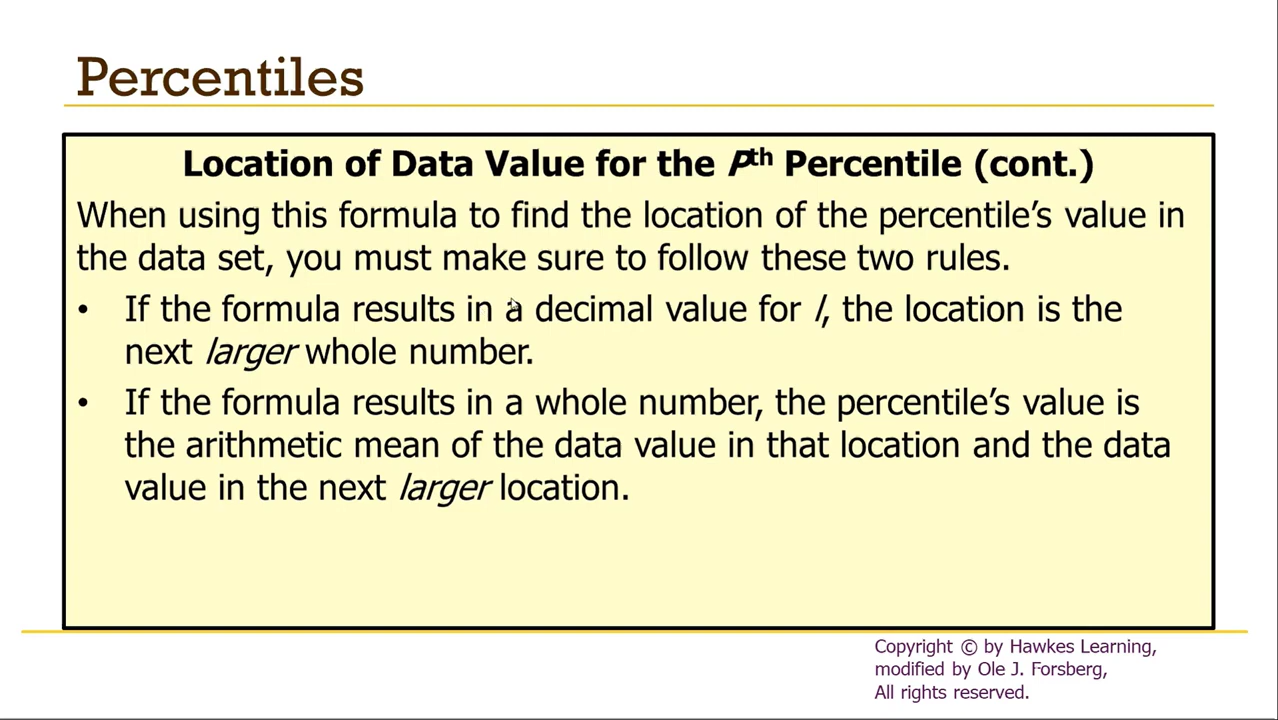 Percentiles
Location of Data Value for the Pth Percentile (cont.)
When using this formula to find the location of the percentile’s value in
the data set, you must make sure to follow these two rules.
• If the formula results in a decimal value for l, the location is the
next larger whole number.
• If the formula results in a whole number, the percentile’s value is
the arithmetic mean of the data value in that location and the data
value in the next larger location.
Copyright © by Hawkes Learning,
modified by Ole J. Forsberg,
All rights reserved.